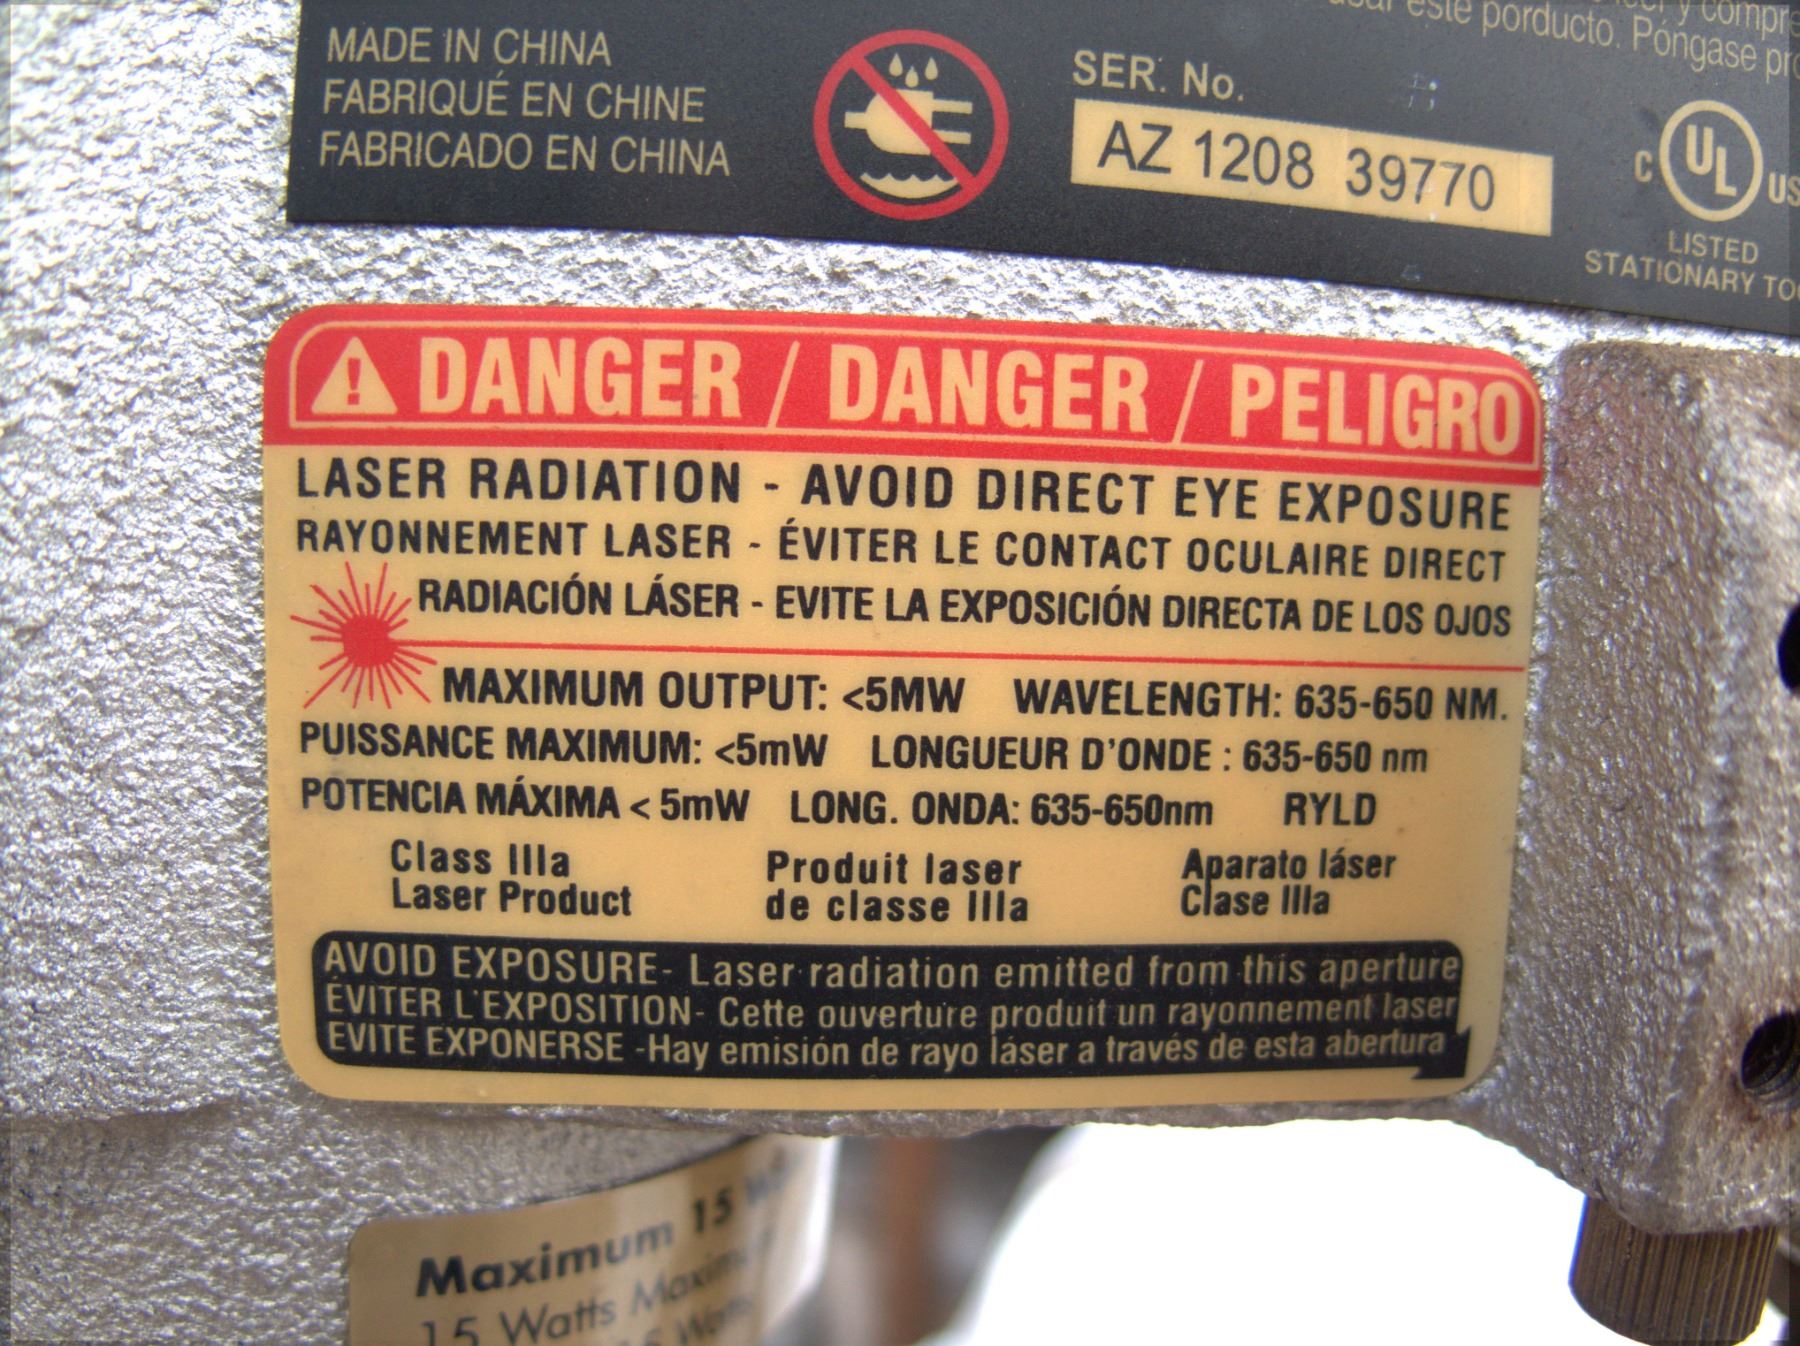 usar este porducto. Póngase
MADE IN CHINA
FABRIQUÉ EN CHINE
FABRICADO EN CHINA
SER. No.
AZ 1208 39770
C UL US
LISTED
STATIONARY
DANGER / DANGER / PELIGRO
LASER RADIATION - AVOID DIRECT EYE EXPOSURE
RAYONNEMENT LASER - ÉVITER LE CONTACT OCULAIRE DIRECT
RADIACIÓN LÁSER - EVITE LA EXPOSICIÓN DIRECTA DE LOS OJOS
MAXIMUM OUTPUT: <5MW WAVELENGTH: 635-650 NM.
PUISSANCE MAXIMUM: <5mW LONGUEUR D'ONDE : 635-650 nm
POTENCIA MÁXIMA < 5mW LONG. ONDA: 635-650nm RYLD
Class IIIa
Laser Product
Produit laser
de classe IIIa
Aparato láser
Clase IIIa
AVOID EXPOSURE- Laser radiation emitted from this aperture
ÉVITER L'EXPOSITION- Cette ouverture produit un rayonnement laser
EVITE EXPONERSE -Hay emisión de rayo láser a través de esta abertura
Maximum 15
15 Watts